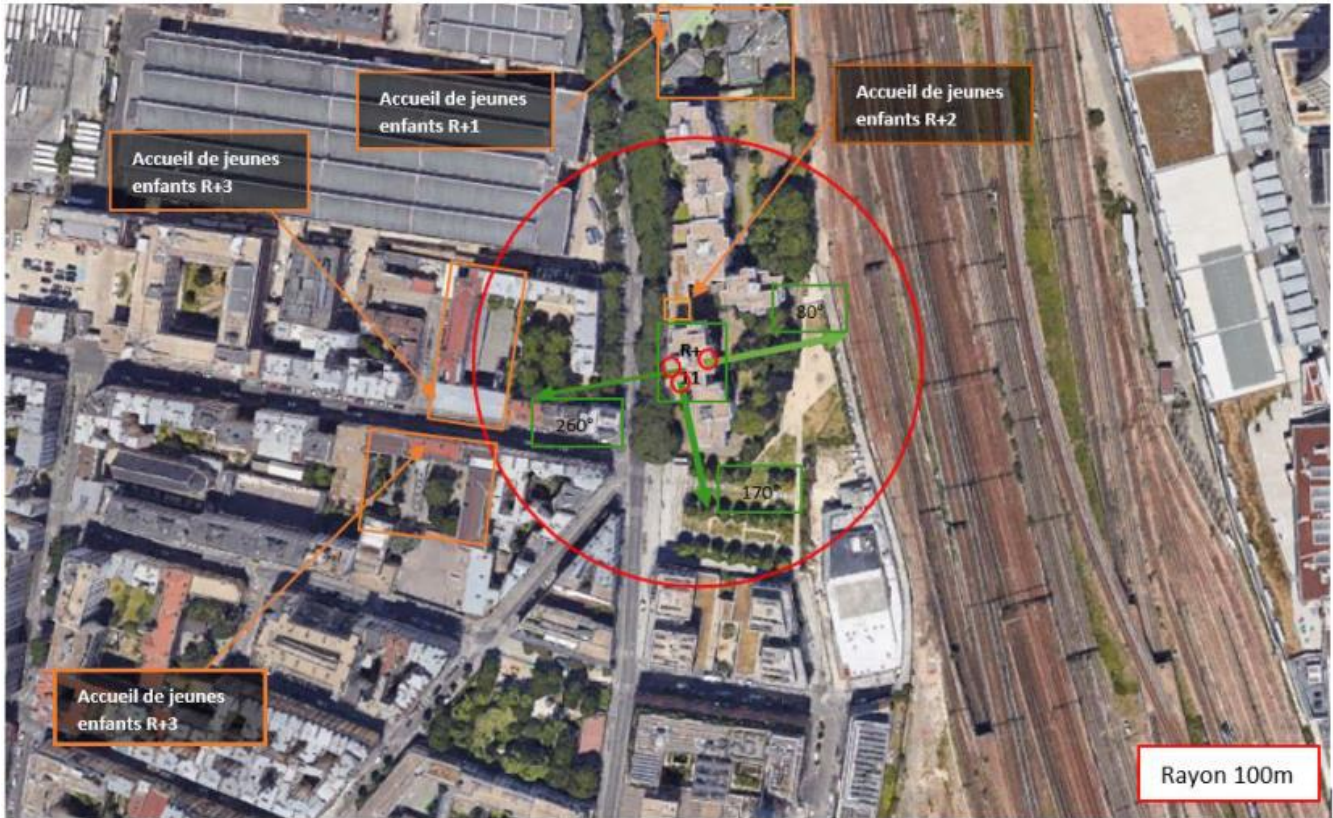 Accueil de jeunes
enfants R+1
Accueil de jeunes
enfants R+2
Accueil de jeunes
enfants R+3
80°
R+
11
260°
170°
Accueil de jeunes
enfants R+3
Rayon 100m